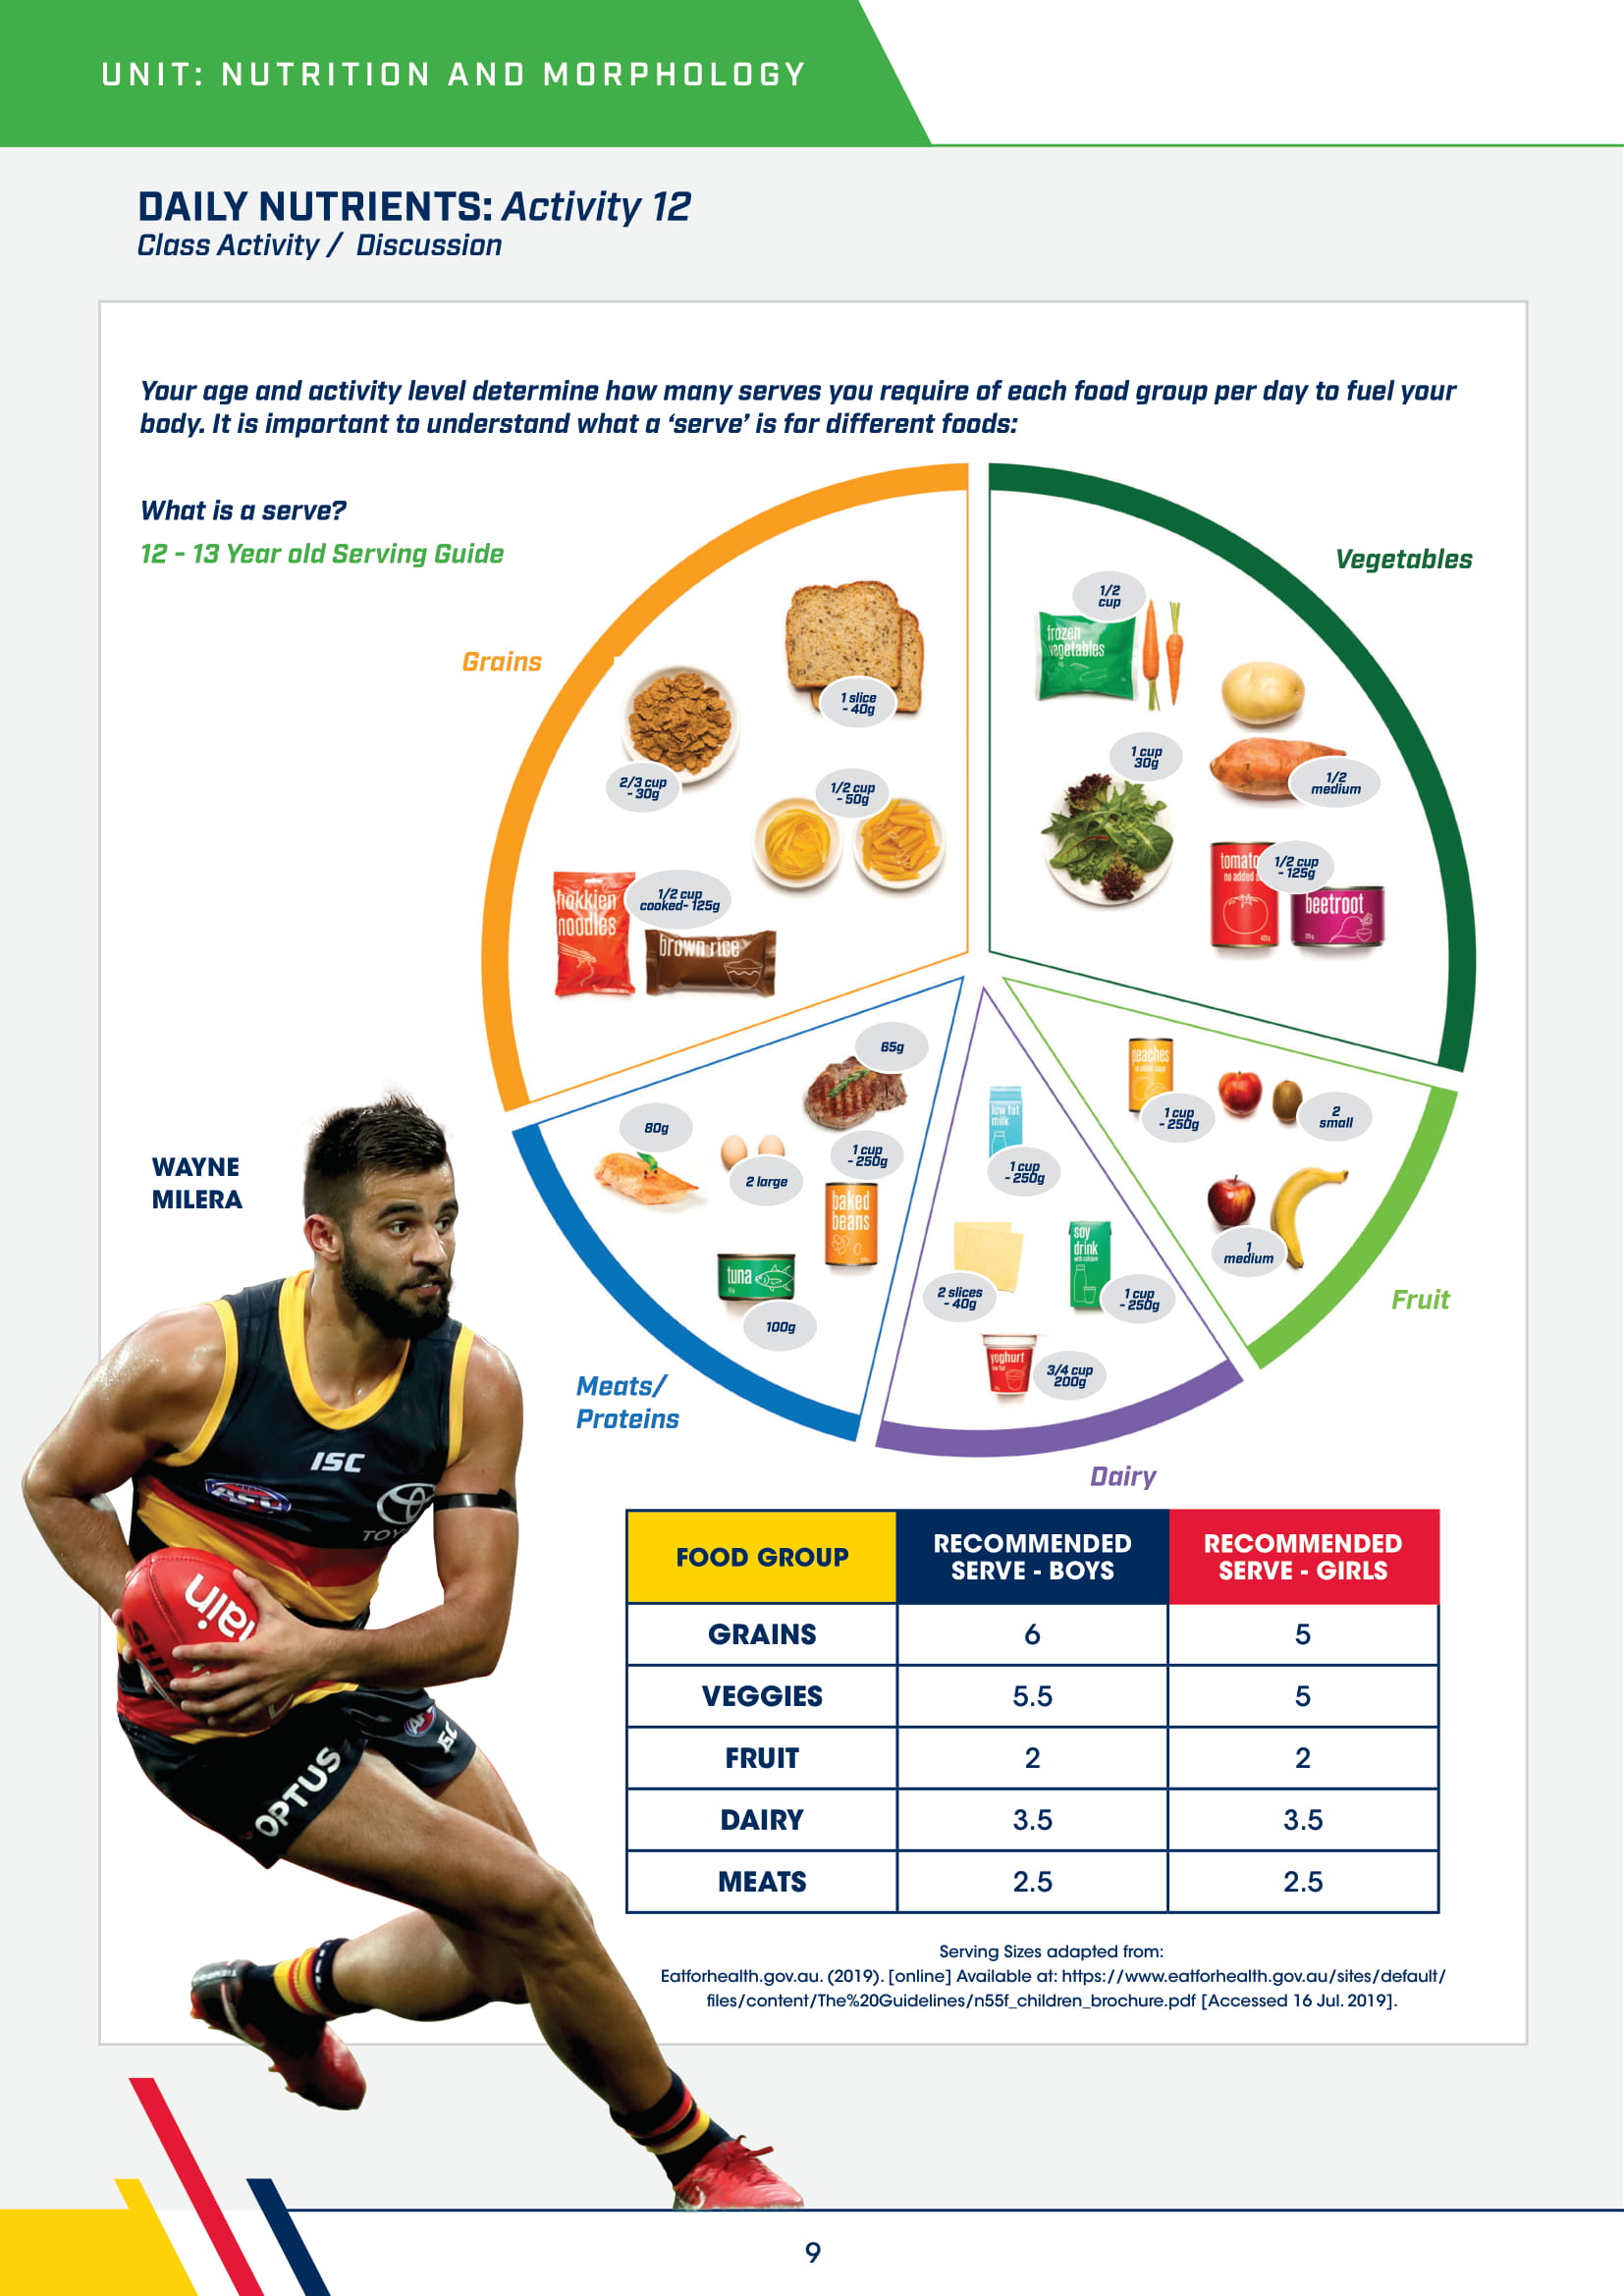 UNIT: NUTRITION AND MORPHOLOGY
DAILY NUTRIENTS: Activity 12
Class Activity / Discussion
Your age and activity level determine how many serves you require of each food group per day to fuel your
body. It is important to understand what a ‘serve’ is for different foods:
What is a serve?
12 - 13 Year old Serving Guide
Grains
1 slice
- 40g
2/3 cup
- 30g
1/2 cup
- 50g
hokkien
noodles
1/2 cup
cooked- 125g
brown rice
Vegetables
1/2
cup
frozen
vegetables
1 cup
30g
1/2
medium
tomato
no added
1/2 cup
- 125g
beetroot
65g
80g
2 large
1 cup
- 250g
baked
beans
tuna
100g
Meats/
Proteins
low fat
milk
1 cup
- 250g
2 slices
- 40g
soy
drink
1 cup
- 250g
yoghurt
3/4 cup
200g
Dairy
peaches
1 cup
- 250g
2
small
1
medium
Fruit
WAYNE
MILERA
ISC
AFL
TOY
ain
SHE
OPTUS
ISC
FOOD GROUP RECOMMENDED SERVE - BOYS RECOMMENDED SERVE - GIRLS
GRAINS 6 5
VEGGIES 5.5 5
FRUIT 2 2
DAIRY 3.5 3.5
MEATS 2.5 2.5
Serving Sizes adapted from:
Eatforhealth.gov.au. (2019). [online] Available at: https://www.eatforhealth.gov.au/sites/default/
files/content/The%20Guidelines/n55f_children_brochure.pdf [Accessed 16 Jul. 2019].
9